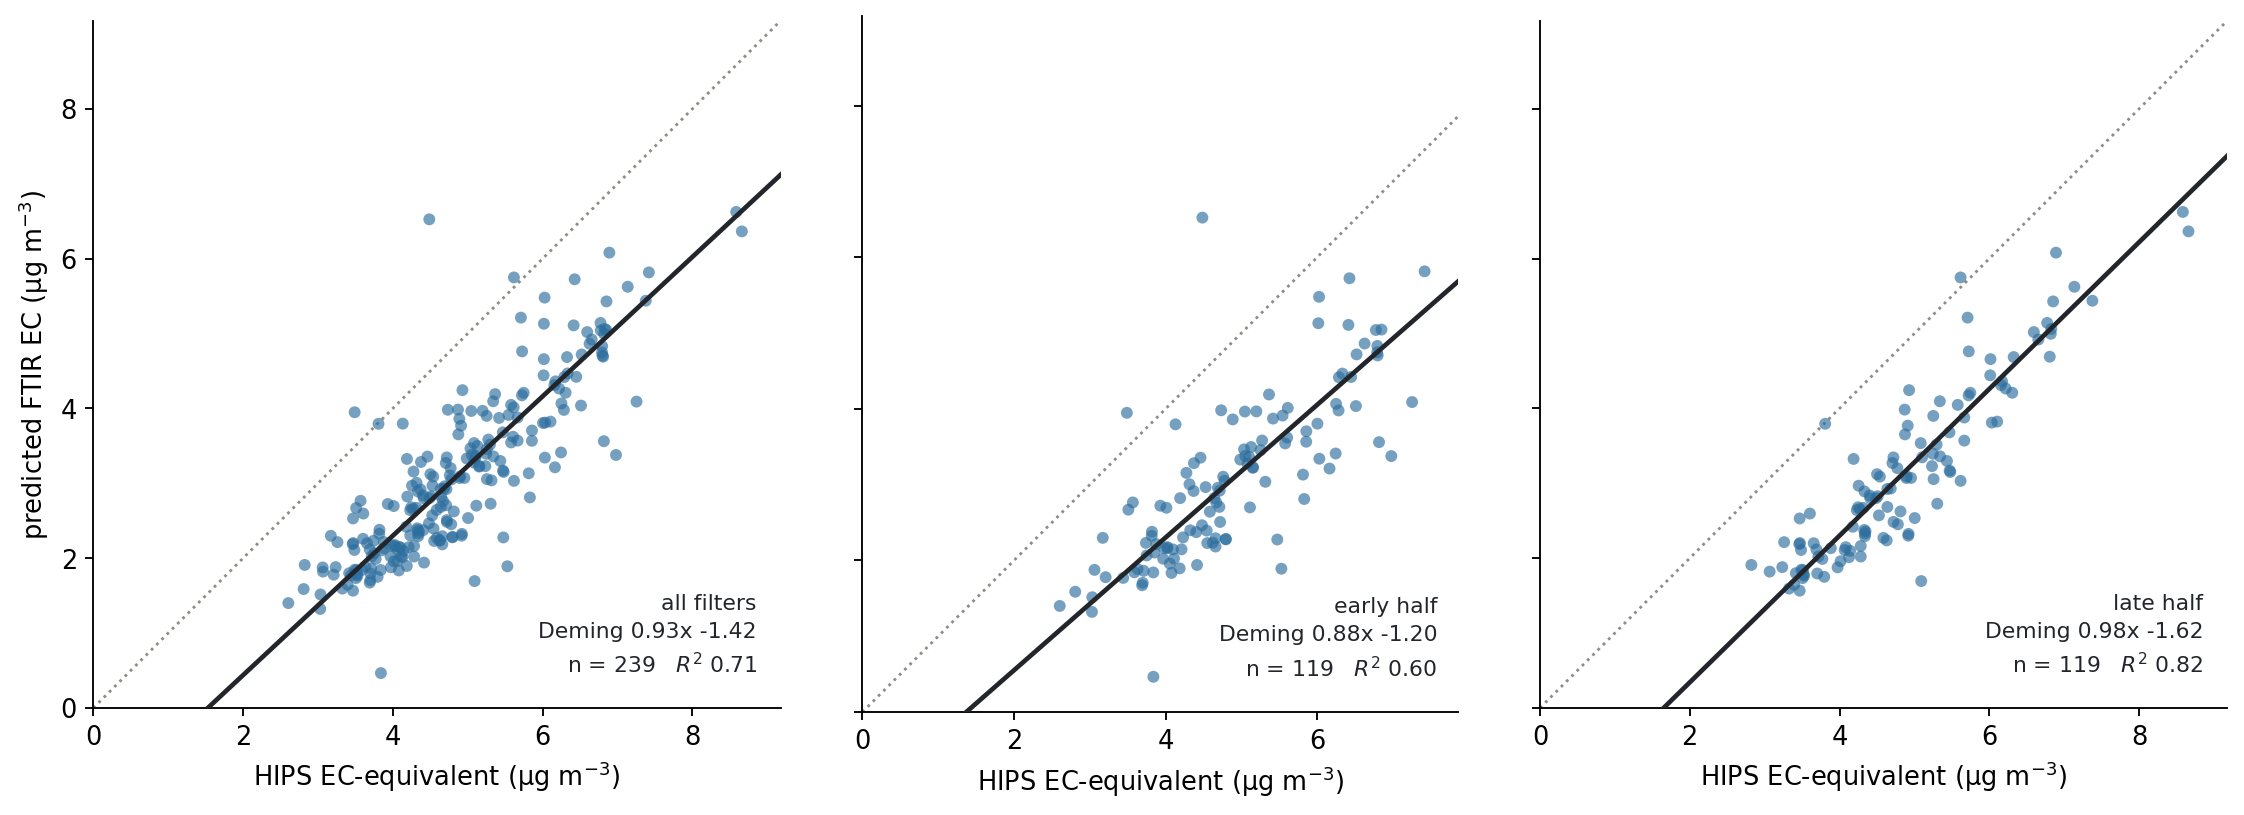 8
6
4
2
0
predicted FTIR EC (µg m⁻³)
all filters
Deming 0.93x -1.42
n = 239 R² 0.71
0 2 4 6 8
HIPS EC-equivalent (µg m⁻³)
early half
Deming 0.88x -1.20
n = 119 R² 0.60
0 2 4 6
HIPS EC-equivalent (µg m⁻³)
late half
Deming 0.98x -1.62
n = 119 R² 0.82
0 2 4 6 8
HIPS EC-equivalent (µg m⁻³)